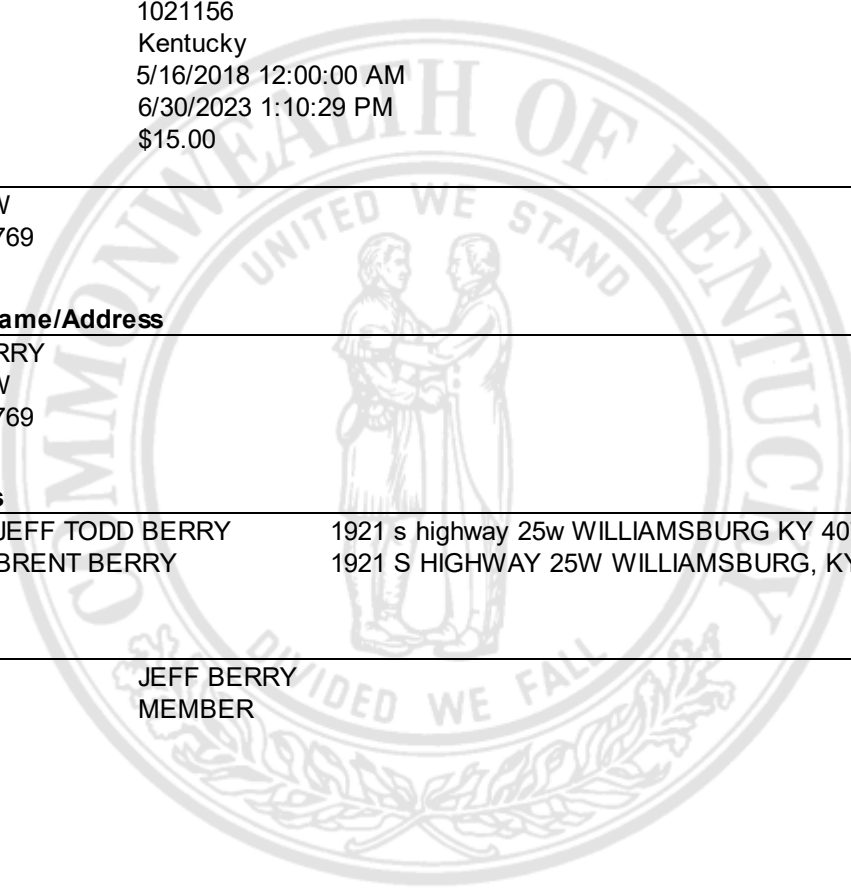 1021156
Kentucky
5/16/2018 12:00:00 AM
6/30/2023 1:10:29 PM
$15.00
W
769
ame/Address
RRY
W
769
s
JEFF TODD BERRY 1921 s highway 25w WILLIAMSBURG KY 40
BRENT BERRY 1921 S HIGHWAY 25W WILLIAMSBURG, KY
JEFF BERRY
MEMBER
COMMONWEALTH OF KENTUCKY
UNITED WE STAND
DIVIDED WE FALL